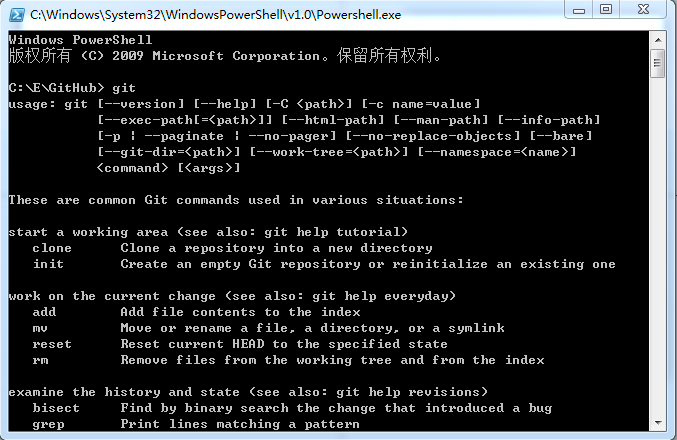 C:\Windows\System32\WindowsPowerShell\v1.0\Powershell.exe
Windows PowerShell
版权所有 (C) 2009 Microsoft Corporation。保留所有权利。
C:\E\GitHub> git
usage: git [--version] [--help] [-C <path>] [-c name=value]
[--exec-path[=<path>]] [--html-path] [--man-path] [--info-path]
[-p | --paginate | --no-pager] [--no-replace-objects] [--bare]
[--git-dir=<path>] [--work-tree=<path>] [--namespace=<name>]
<command> [<args>]
These are common Git commands used in various situations:
start a working area (see also: git help tutorial)
clone Clone a repository into a new directory
init Create an empty Git repository or reinitialize an existing one
work on the current change (see also: git help everyday)
add Add file contents to the index
mv Move or rename a file, a directory, or a symlink
reset Reset current HEAD to the specified state
rm Remove files from the working tree and from the index
examine the history and state (see also: git help revisions)
bisect Find by binary search the change that introduced a bug
grep Print lines matching a pattern